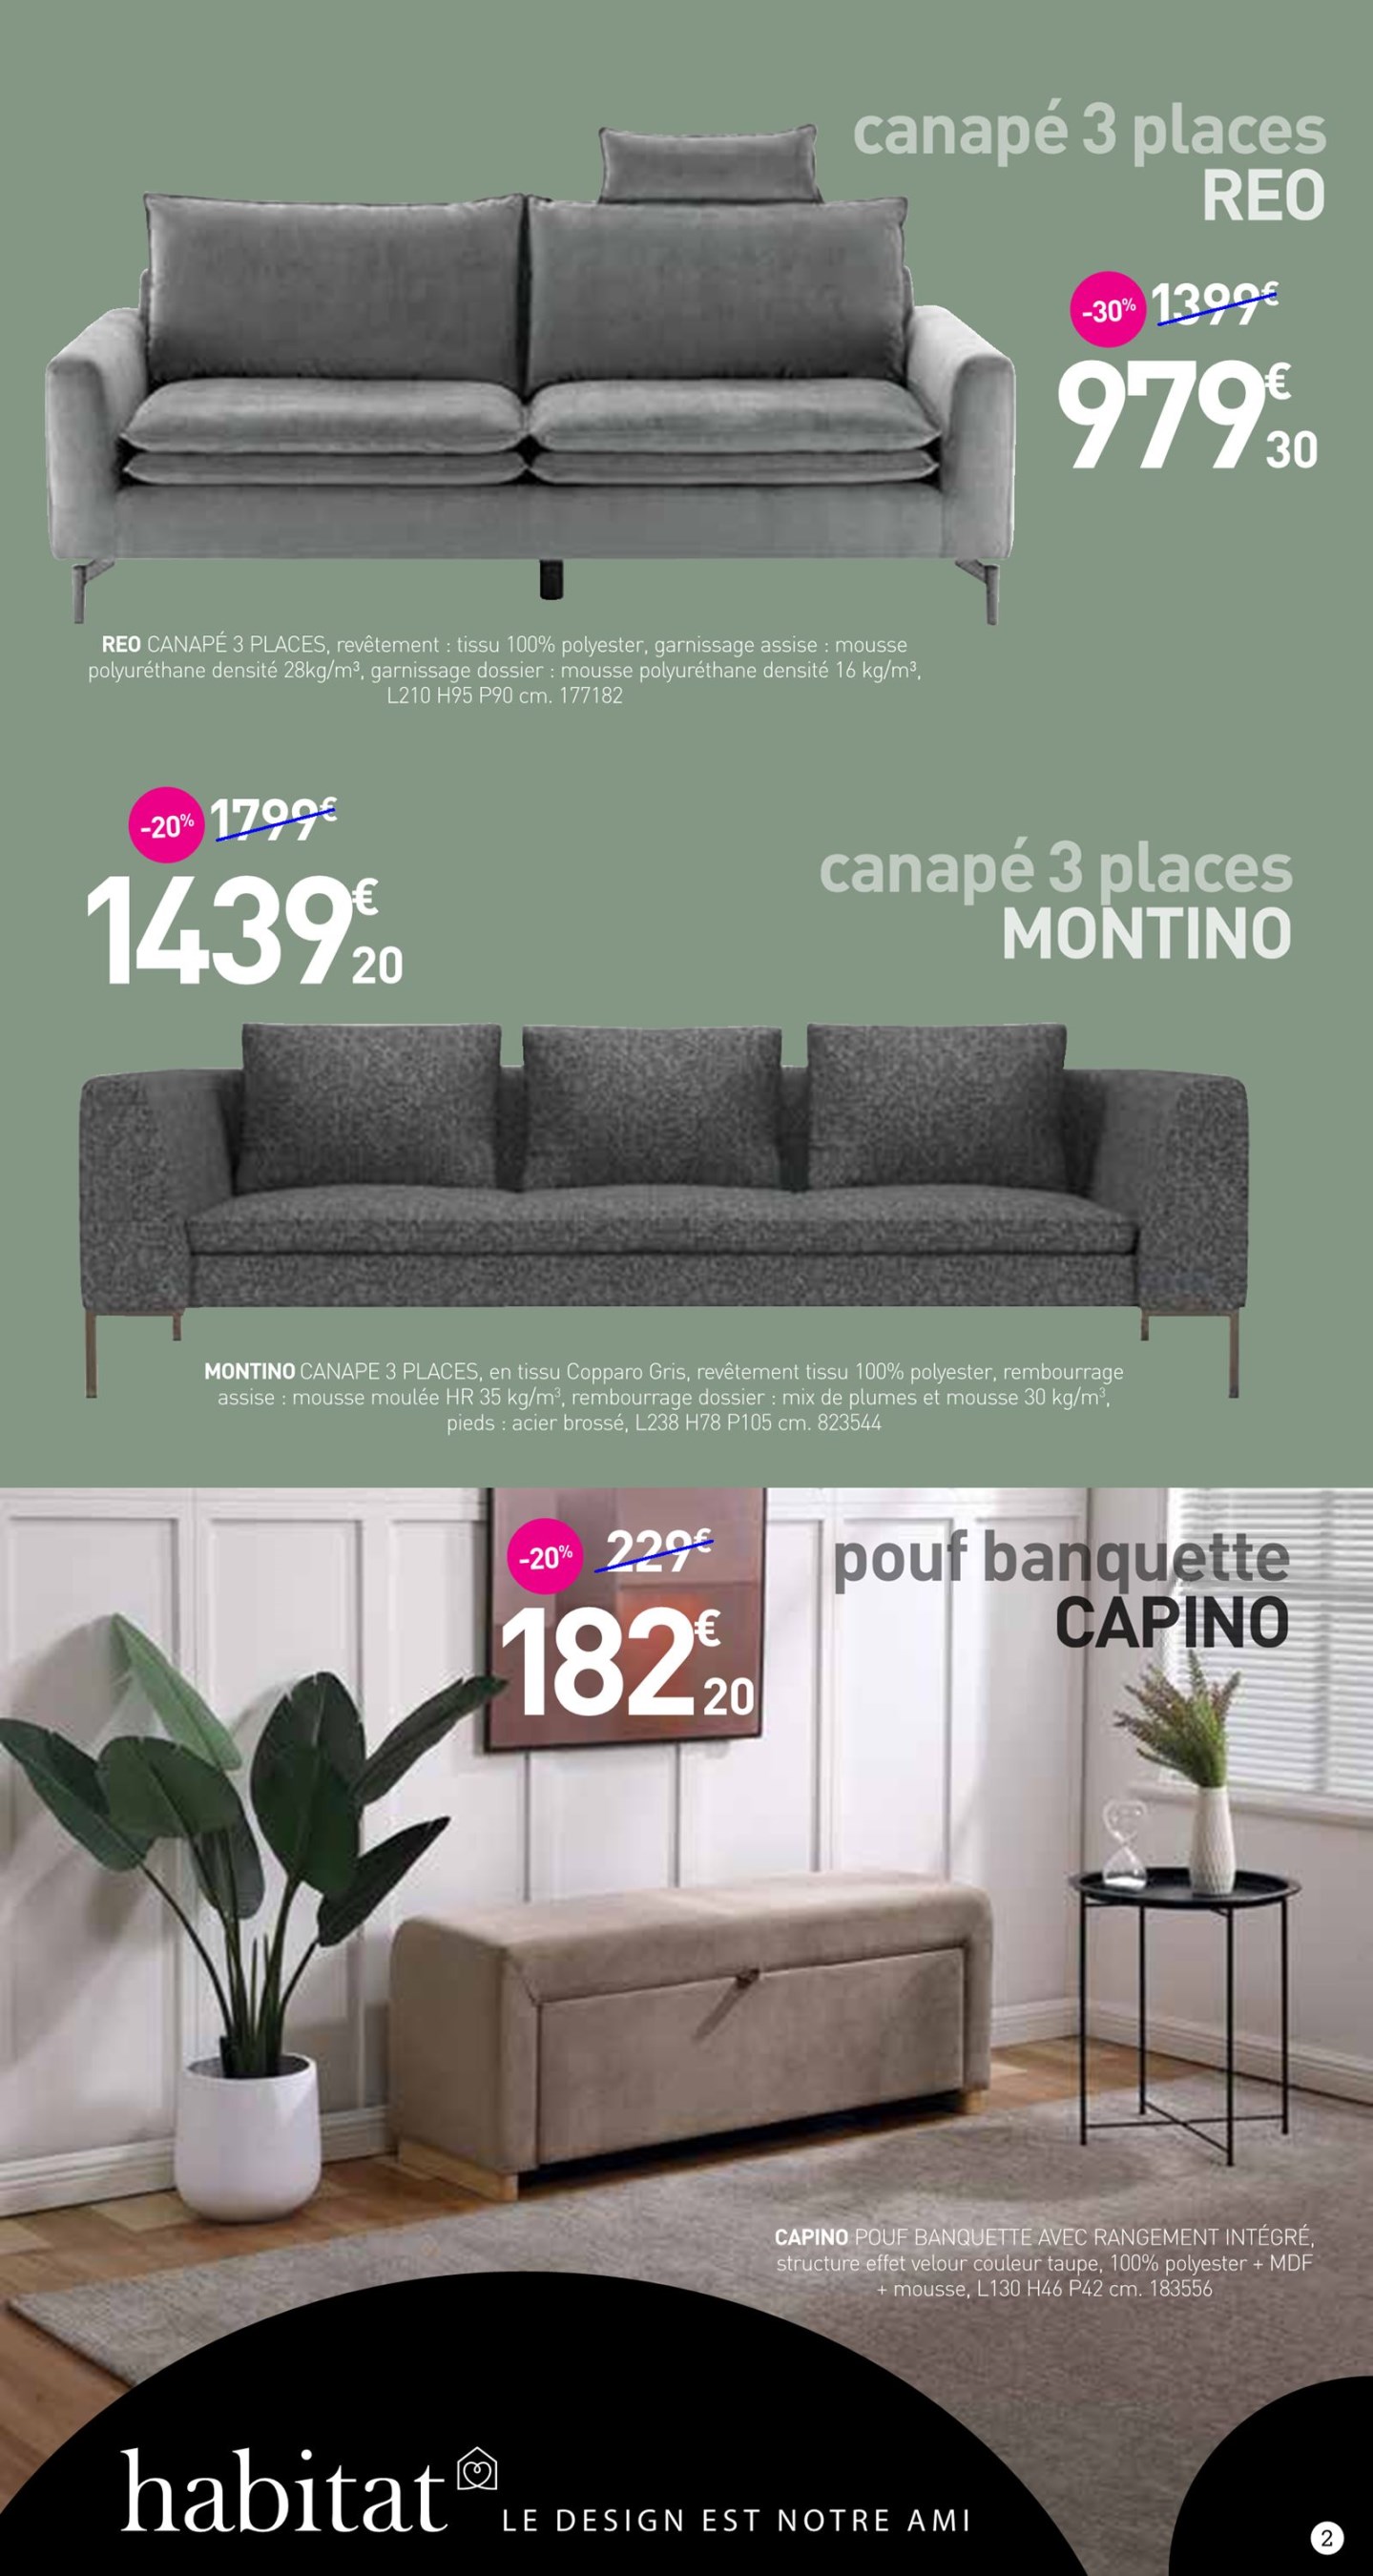 canapé 3 places
REO
-30% 1399€
979€30
REO CANAPÉ 3 PLACES, revêtement : tissu 100% polyester, garnissage assise : mousse
polyuréthane densité 28kg/m³, garnissage dossier : mousse polyuréthane densité 16 kg/m³,
L210 H95 P90 cm. 177182
-20% 1799€
1439€20
canapé 3 places
MONTINO
MONTINO CANAPE 3 PLACES, en tissu Copparo Gris, revêtement tissu 100% polyester, rembourrage
assise : mousse moulée HR 35 kg/m³, rembourrage dossier : mix de plumes et mousse 30 kg/m³,
pieds : acier brossé, L238 H78 P105 cm. 823544
-20% 229€
182€20
pouf banquette
CAPINO
CAPINO POUF BANQUETTE AVEC RANGEMENT INTÉGRÉ,
structure effet velour couleur taupe, 100% polyester + MDF
+ mousse, L130 H46 P42 cm. 183556
habitat
LE DESIGN EST NOTRE AMI
2